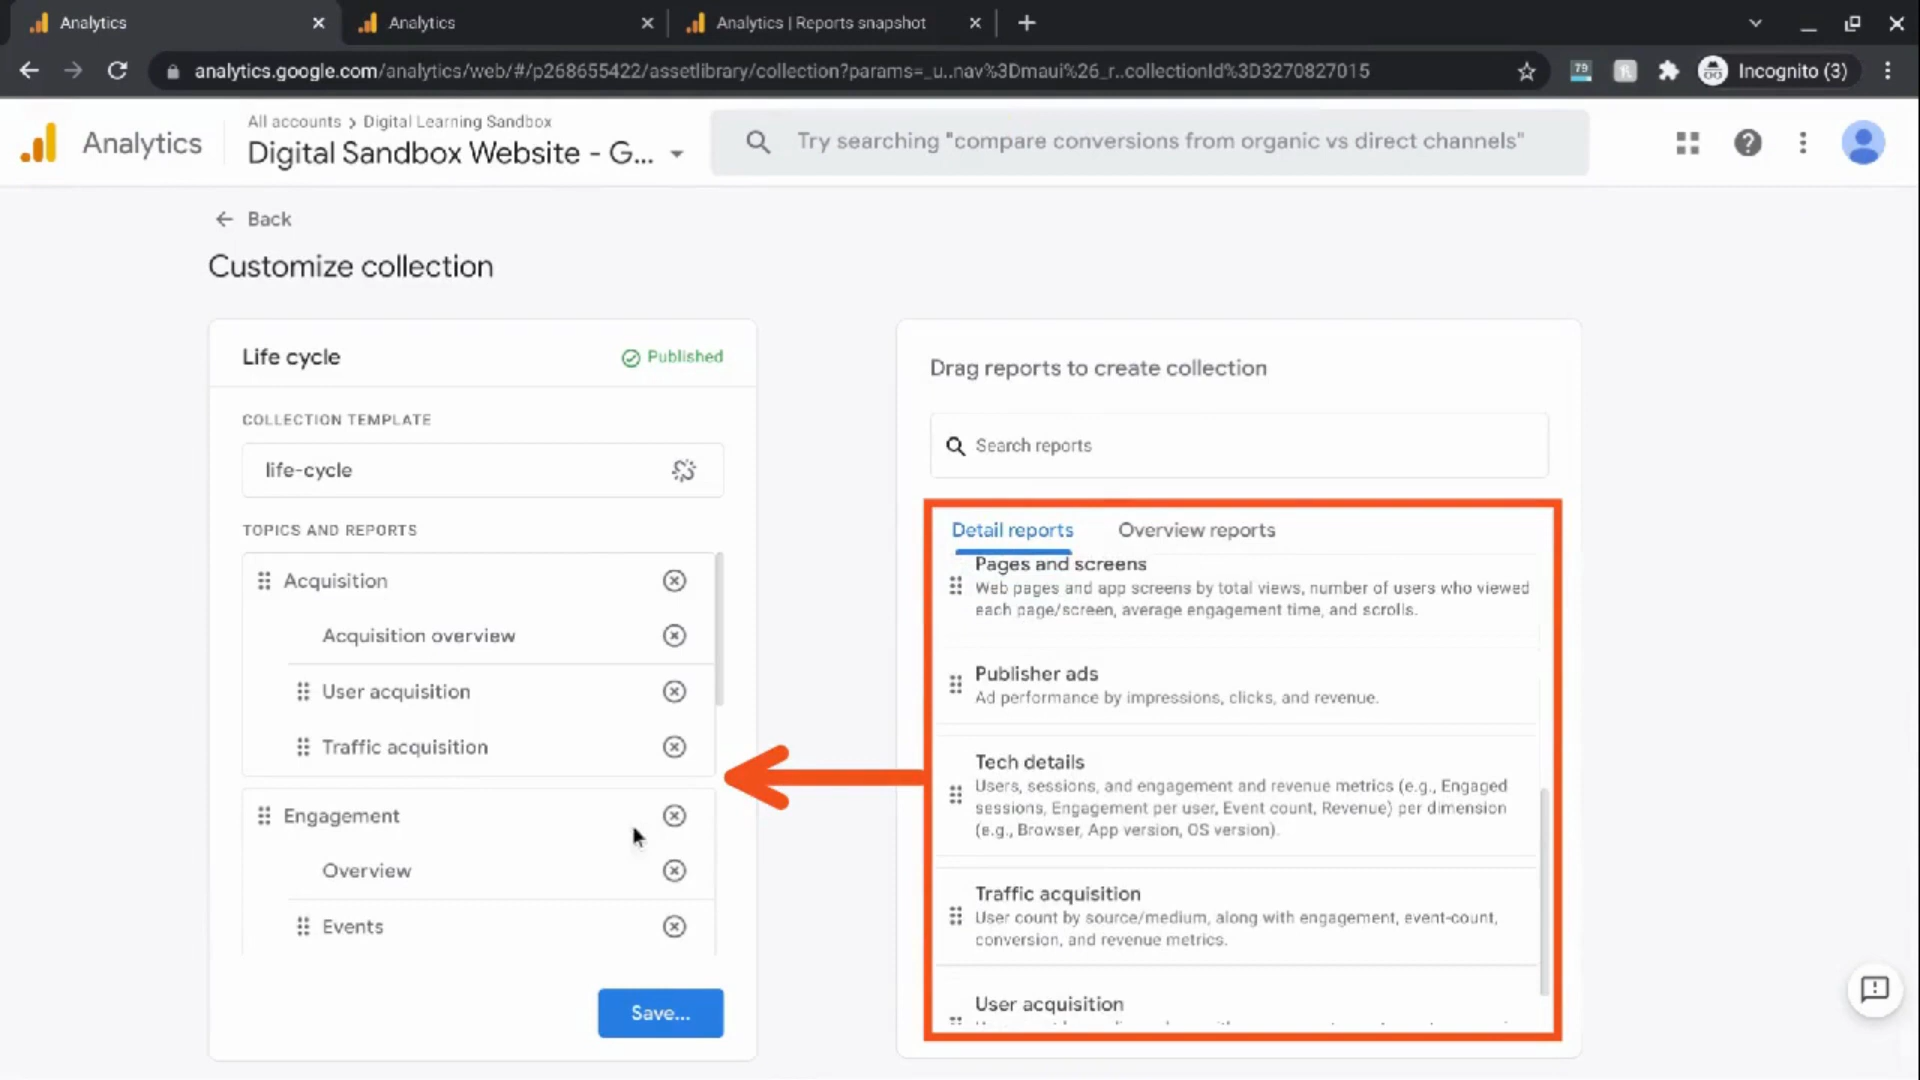 Analytics
Analytics
Analytics | Reports snapshot
analytics.google.com/analytics/web/#/p268655422/assetlibrary/collection?params=_u..nav%3Dmaui%26_r..collectionId%3D3270827015
79
Incognito (3)
Analytics
All accounts > Digital Learning Sandbox
Digital Sandbox Website - G...
Try searching "compare conversions from organic vs direct channels"
Back
Customize collection
Life cycle
Published
COLLECTION TEMPLATE
life-cycle
TOPICS AND REPORTS
Acquisition
Acquisition overview
User acquisition
Traffic acquisition
Engagement
Overview
Events
Save...
Drag reports to create collection
Search reports
Detail reports
Overview reports
Pages and screens
Web pages and app screens by total views, number of users who viewed
each page/screen, average engagement time, and scrolls.
Publisher ads
Ad performance by impressions, clicks, and revenue.
Tech details
Users, sessions, and engagement and revenue metrics (e.g., Engaged
sessions, Engagement per user, Event count, Revenue) per dimension
(e.g., Browser, App version, OS version).
Traffic acquisition
User count by source/medium, along with engagement, event-count,
conversion, and revenue metrics.
User acquisition